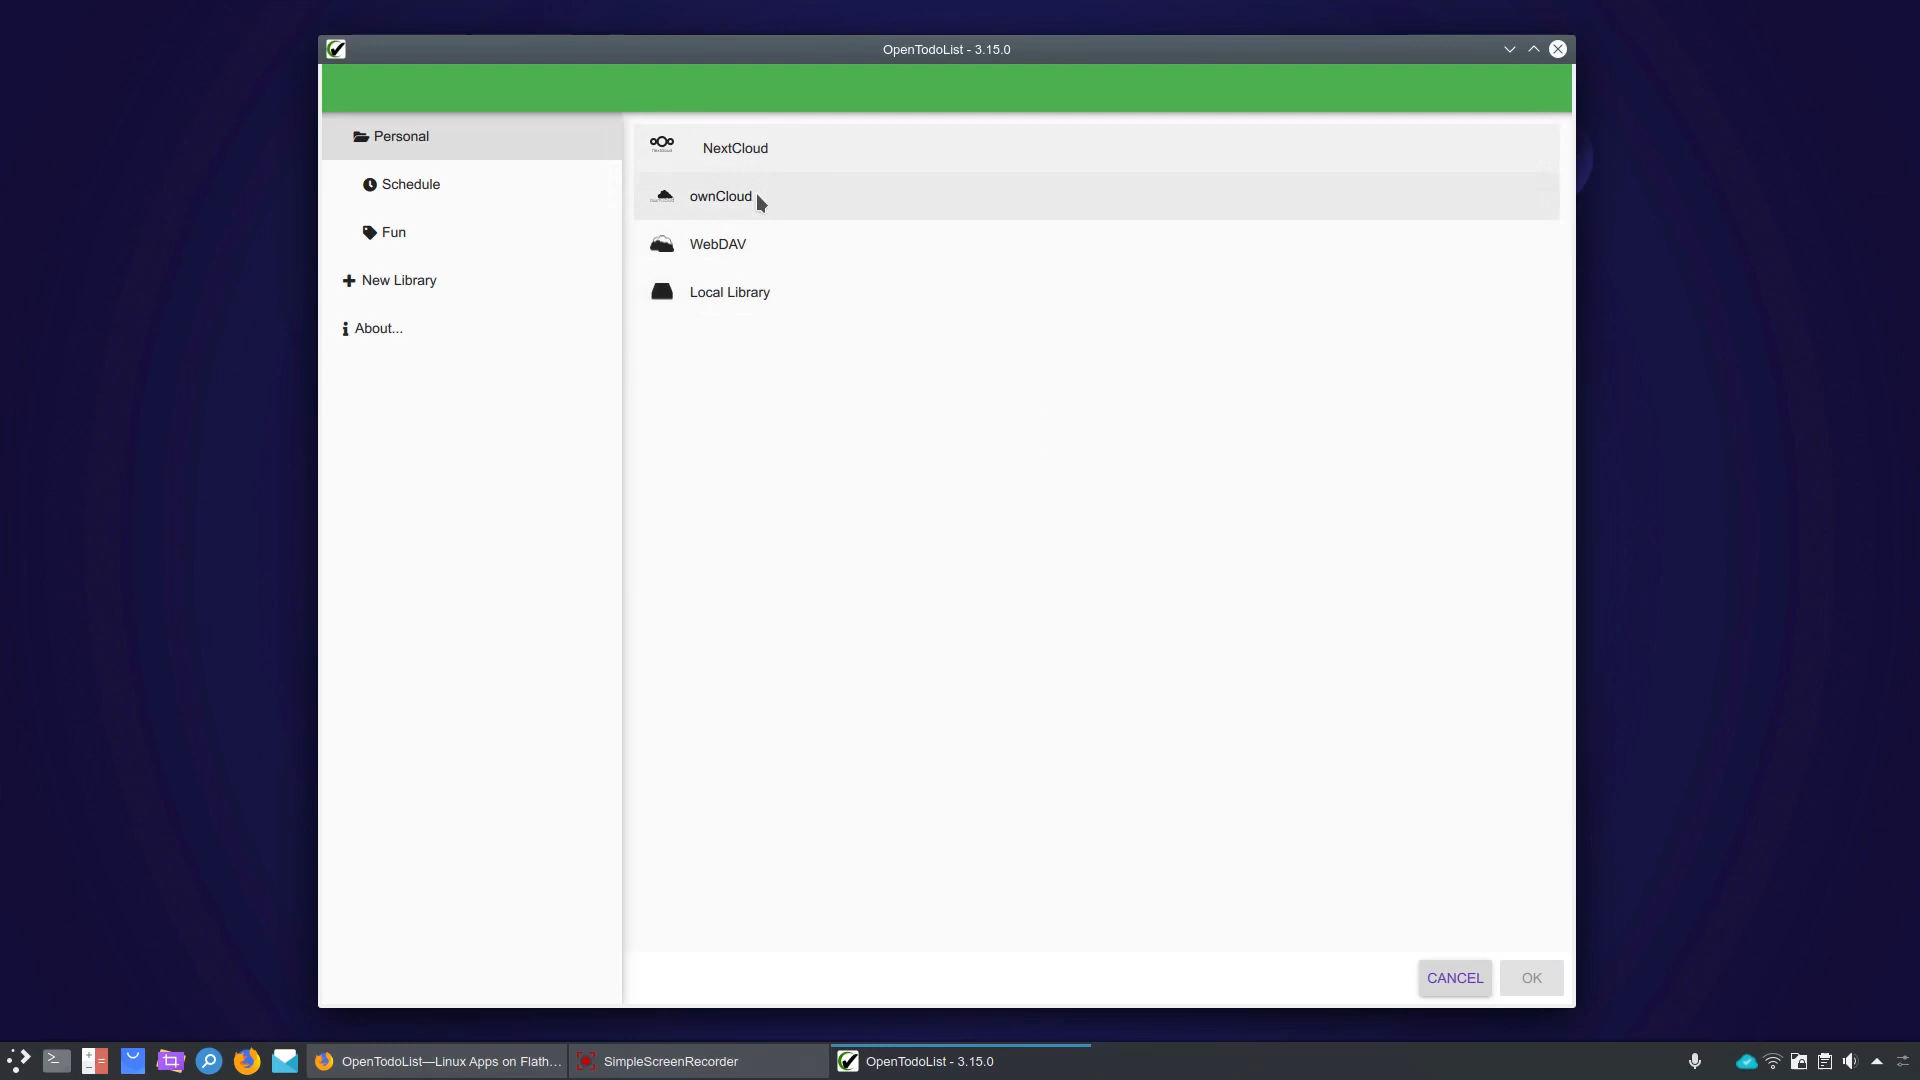 OpenTodoList - 3.15.0
Personal
Schedule
Fun
New Library
About...
NextCloud
ownCloud
WebDAV
Local Library
CANCEL
OK
OpenTodoList—Linux Apps on Flath...
SimpleScreenRecorder
OpenTodoList - 3.15.0